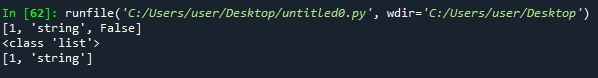 In [62]: runfile('C:/Users/user/Desktop/untitled0.py', wdir='C:/Users/user/Desktop')
[1, 'string', False]
<class 'list'>
[1, 'string']